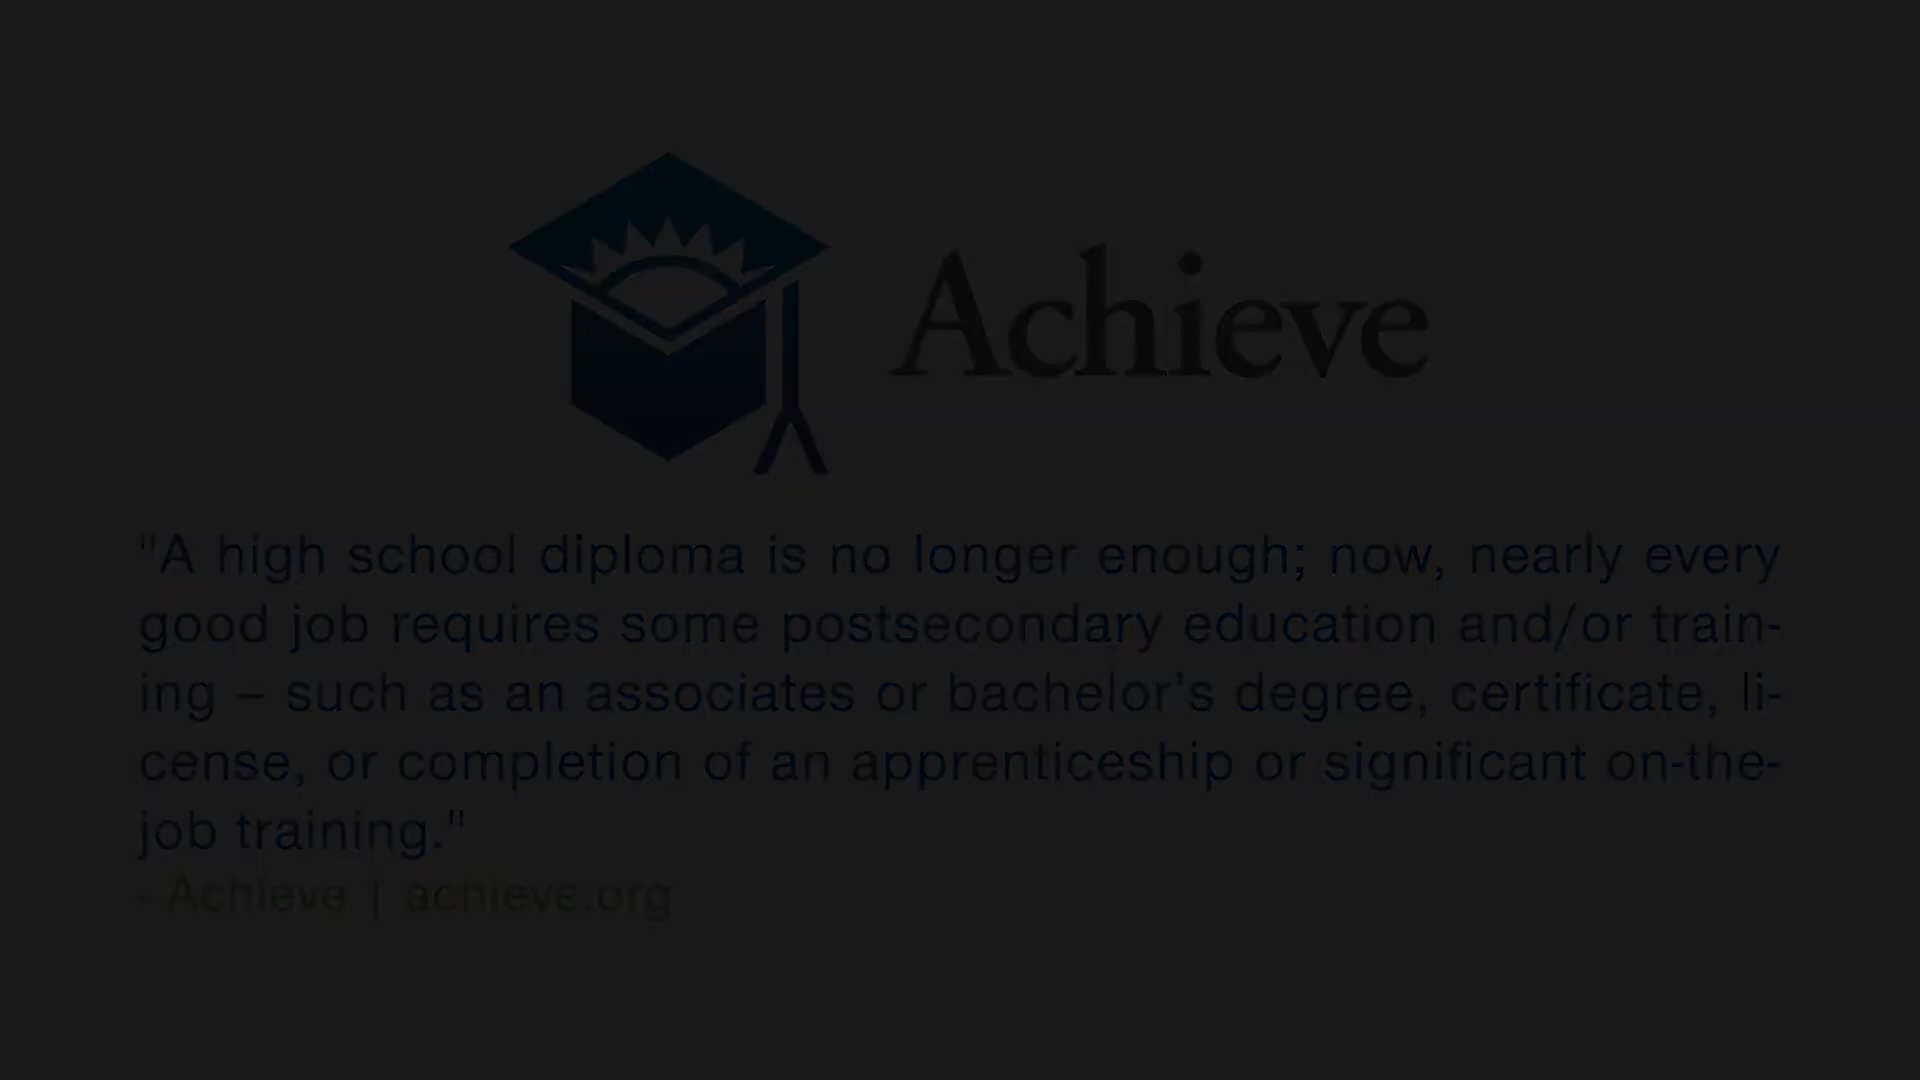 Achieve
"A high school diploma is no longer enough; now, nearly every
good job requires some postsecondary education and/or train-
ing – such as an associates or bachelor's degree, certificate, li-
cense, or completion of an apprenticeship or significant on-the-
job training."
- Achieve | achieve.org